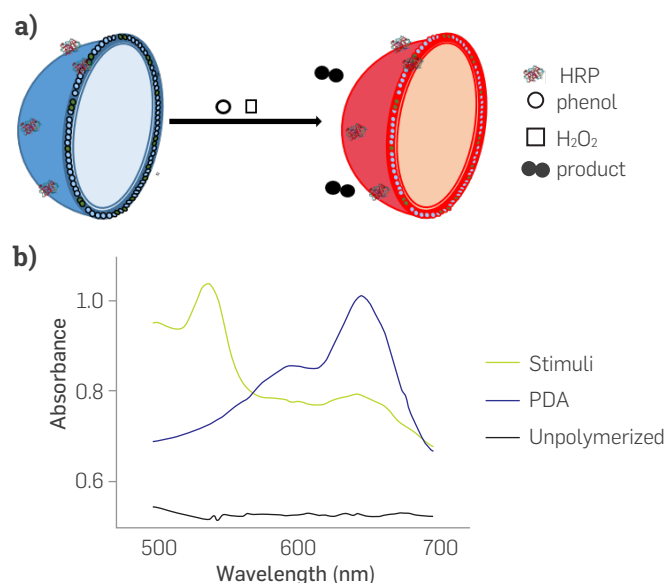 a)
HRP
phenol
H₂O₂
product
b)
Absorbance
1.0
0.8
0.6
500 600 700
Wavelength (nm)
Stimuli
PDA
Unpolymerized